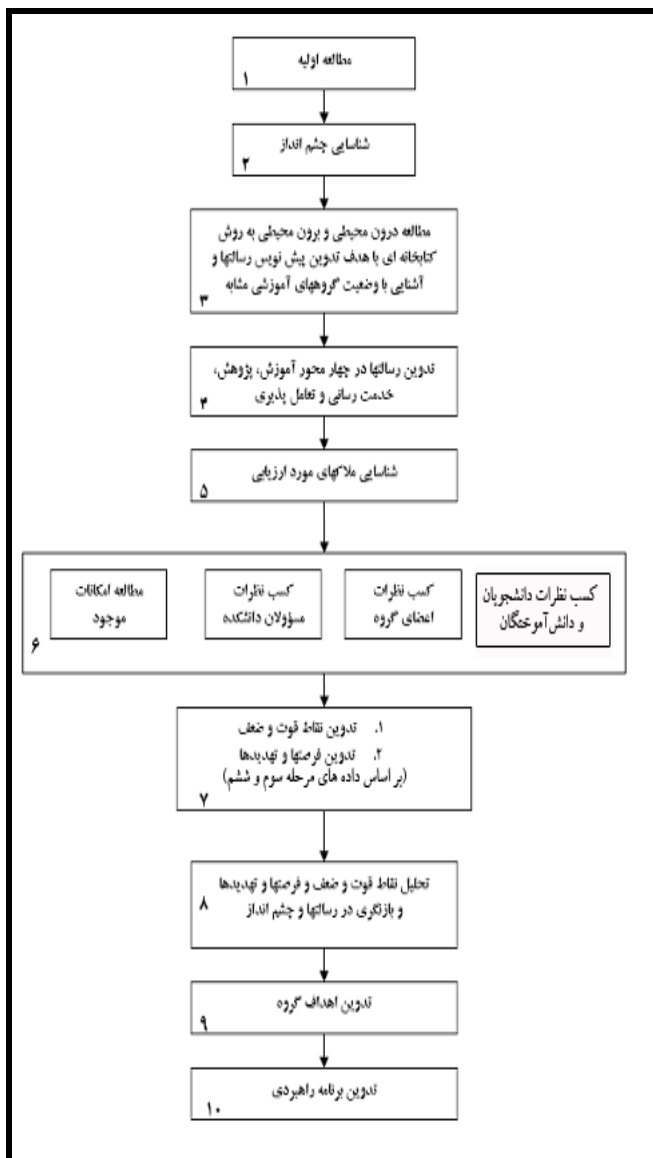 مطالعه اولیه
۱
شناسایی چشم انداز
۲
مطالعه درون محیطی و برون محیطی به روش
کتابخانه ای با هدف تدوین پیش نویس رسالتها و
آشنایی با وضعیت گروههای آموزشی مشابه
۳
تدوین رسالتها در چهار محور آموزش، پژوهش،
خدمت رسانی و تعامل پذیری
۴
شناسایی ملاکهای مورد ارزیابی
۵
کسب نظرات دانشجویان
و دانش‌آموختگان
کسب نظرات
اعضای گروه
کسب نظرات
مسؤولان دانشکده
مطالعه امکانات
موجود
۶
۱. تدوین نقاط قوت و ضعف
۲. تدوین فرصتها و تهدیدها
(بر اساس داده های مرحله سوم و ششم)
۷
تحلیل نقاط قوت و ضعف و فرصتها و تهدیدها
و بازنگری در رسالتها و چشم انداز
۸
تدوین اهداف گروه
۹
تدوین برنامه راهبردی
۱۰